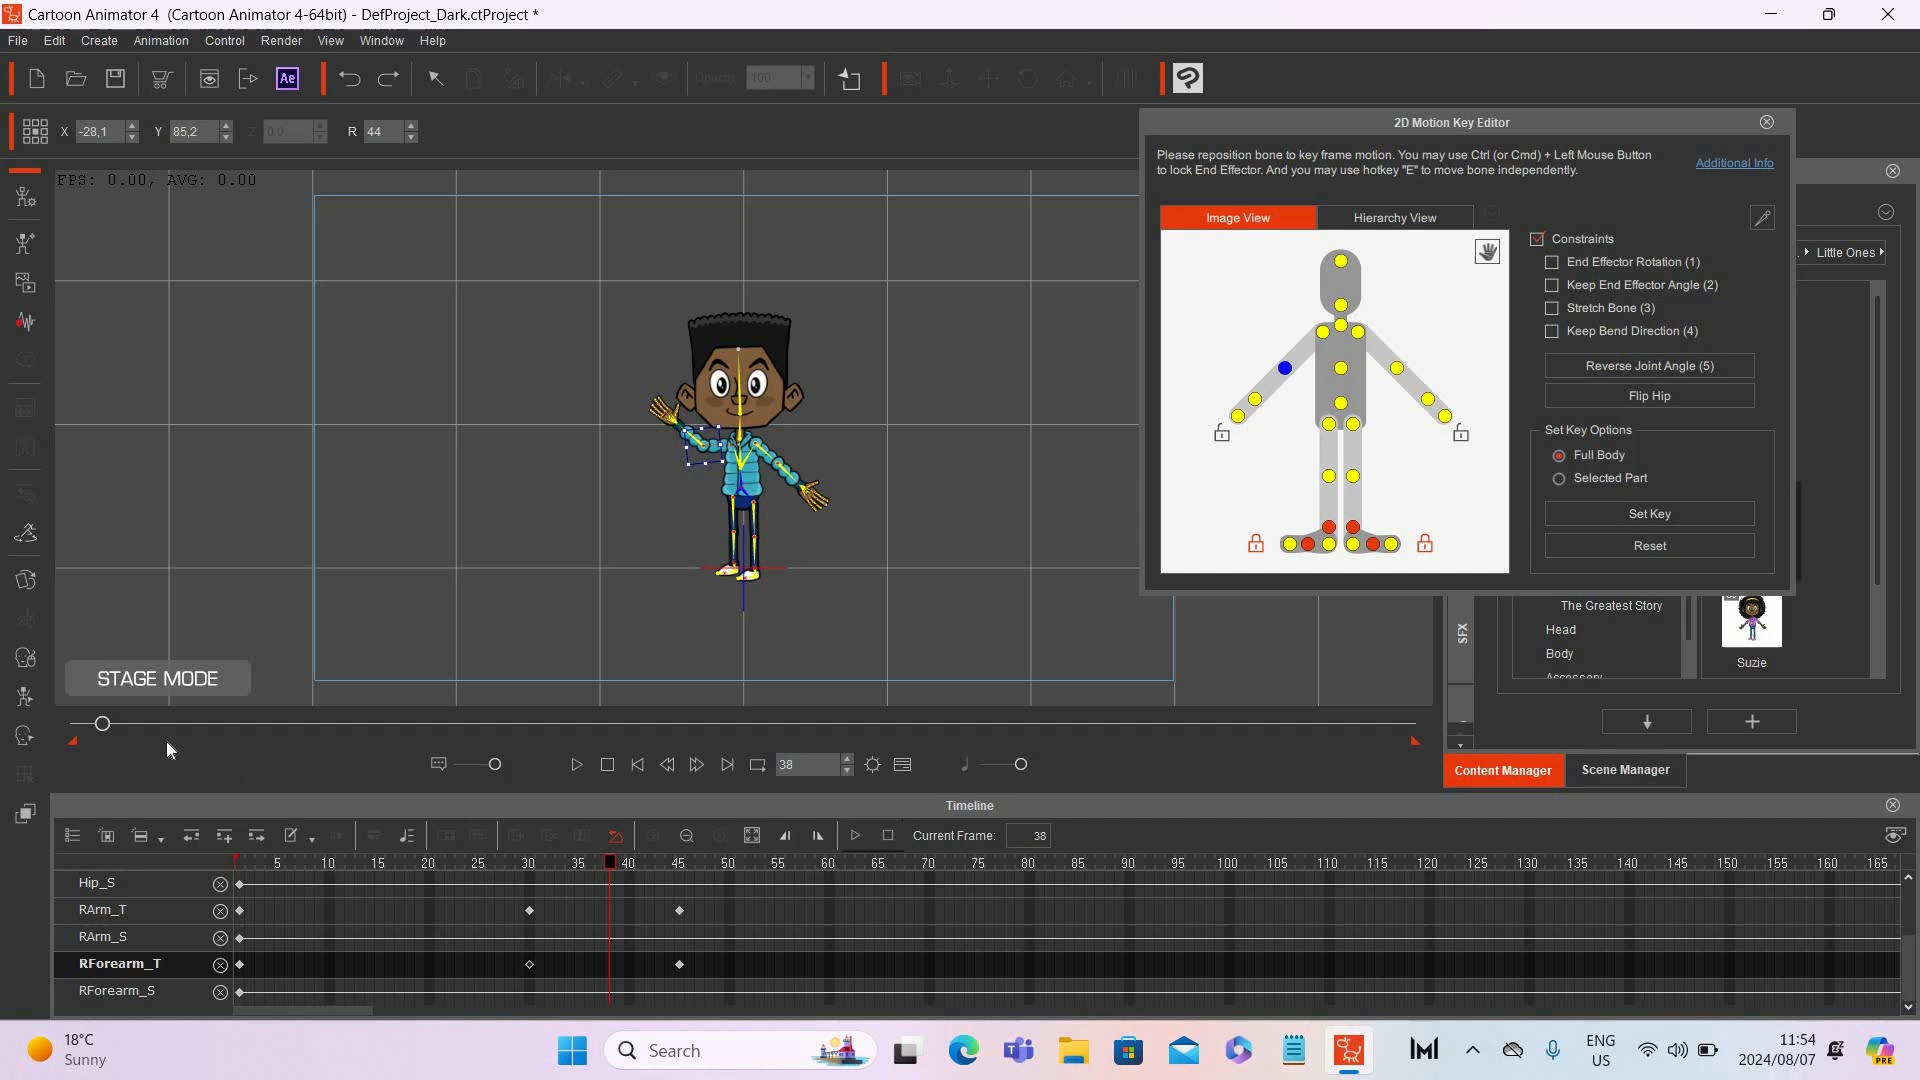 Cartoon Animator 4 (Cartoon Animator 4-64bit) - DefProject_Dark.ctProject *
File Edit Create Animation Control Render View Window Help
Ae Opacity 100
X -28,1 Y 85,2 Z 0.0 R 44
FPS: 0.00, AVG: 0.00
2D Motion Key Editor
Please reposition bone to key frame motion. You may use Ctrl (or Cmd) + Left Mouse Button
to lock End Effector. And you may use hotkey "E" to move bone independently.
Additional Info
Image View Hierarchy View
Constraints
End Effector Rotation (1)
Keep End Effector Angle (2)
Stretch Bone (3)
Keep Bend Direction (4)
Reverse Joint Angle (5)
Flip Hip
Set Key Options
Full Body
Selected Part
Set Key
Reset
Little Ones
The Greatest Story
Head
Body
Accessory
SFX
Suzie
STAGE MODE
38
Content Manager Scene Manager
Timeline
Current Frame: 38
5 10 15 20 25 30 35 40 45 50 55 60 65 70 75 80 85 90 95 100 105 110 115 120 125 130 135 140 145 150 155 160 165
Hip_S
RArm_T
RArm_S
RForearm_T
RForearm_S
18°C
Sunny
Search
ENG
US
11:54
2024/08/07
PRE